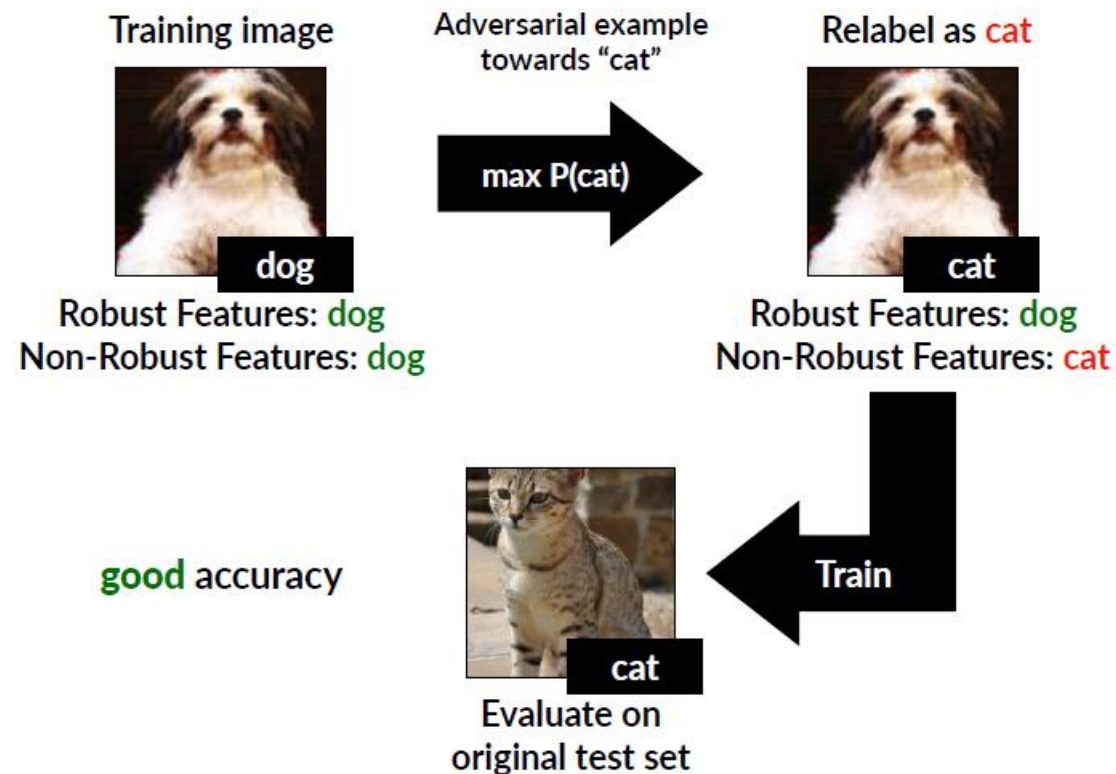 Training image
dog
Robust Features: dog
Non-Robust Features: dog
Adversarial example
towards “cat”
max P(cat)
Relabel as cat
cat
Robust Features: dog
Non-Robust Features: cat
Train
cat
Evaluate on
original test set
good accuracy